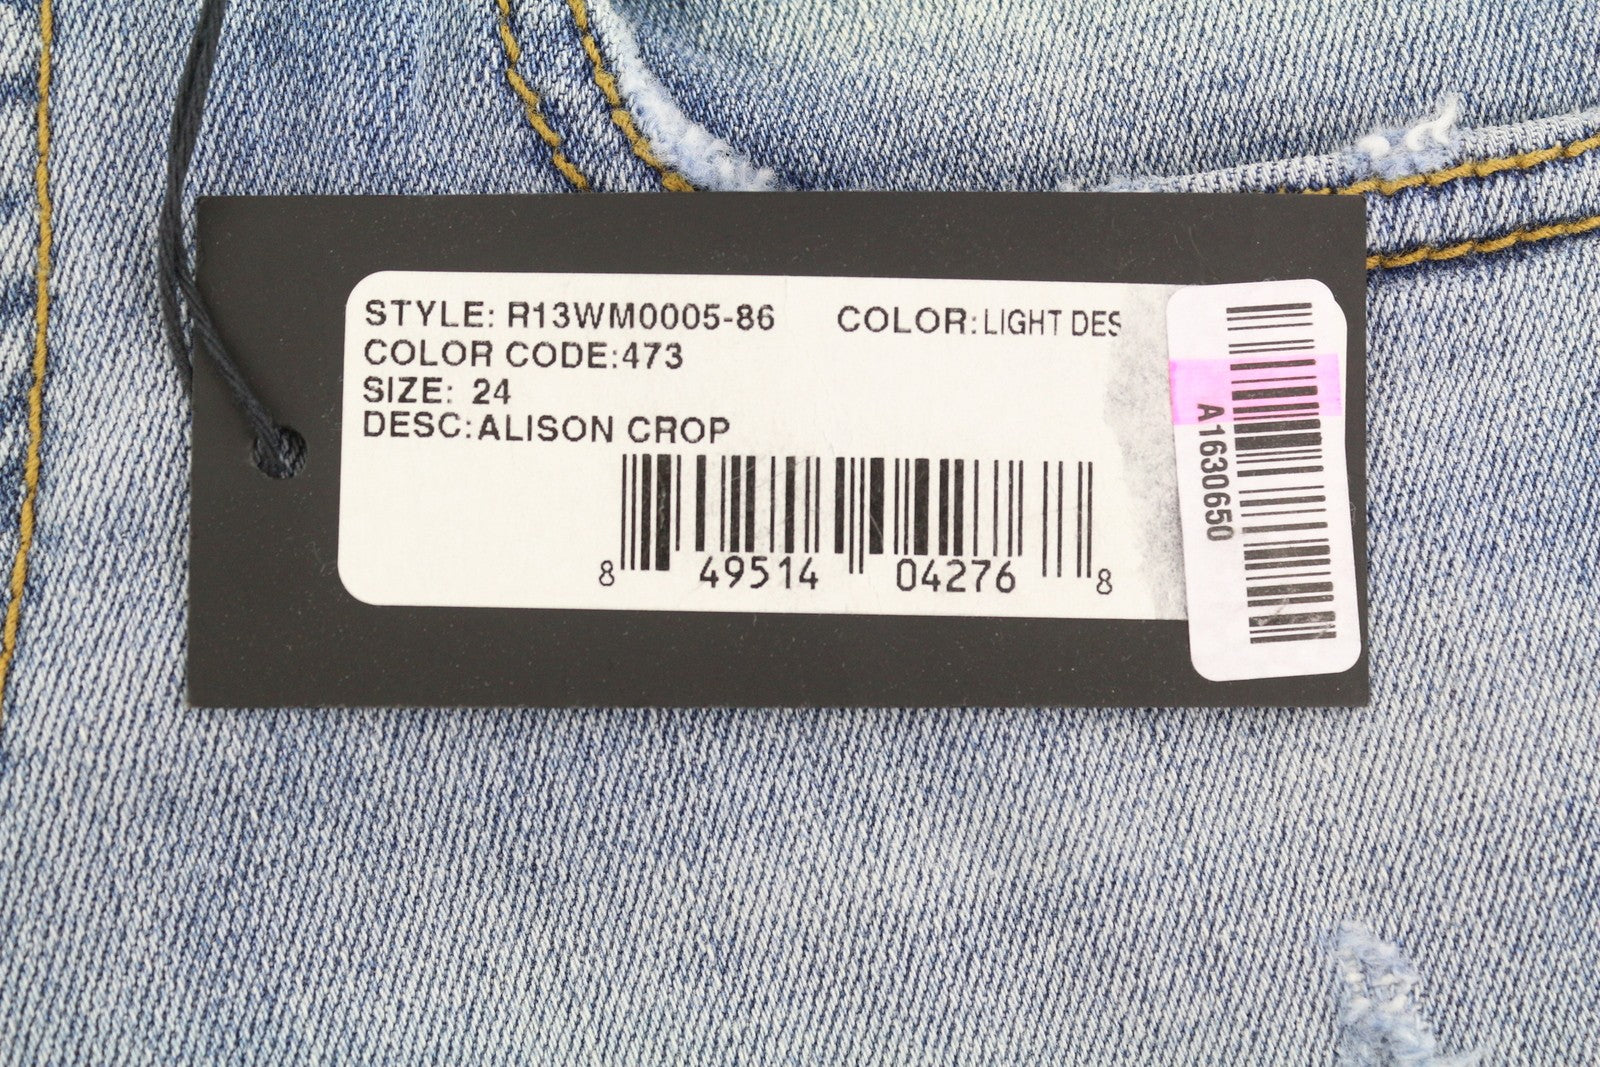 STYLE: R13WM0005-86 COLOR:LIGHT DES
COLOR CODE:473
SIZE: 24
DESC:ALISON CROP
8 49514 04276 8
A1630650